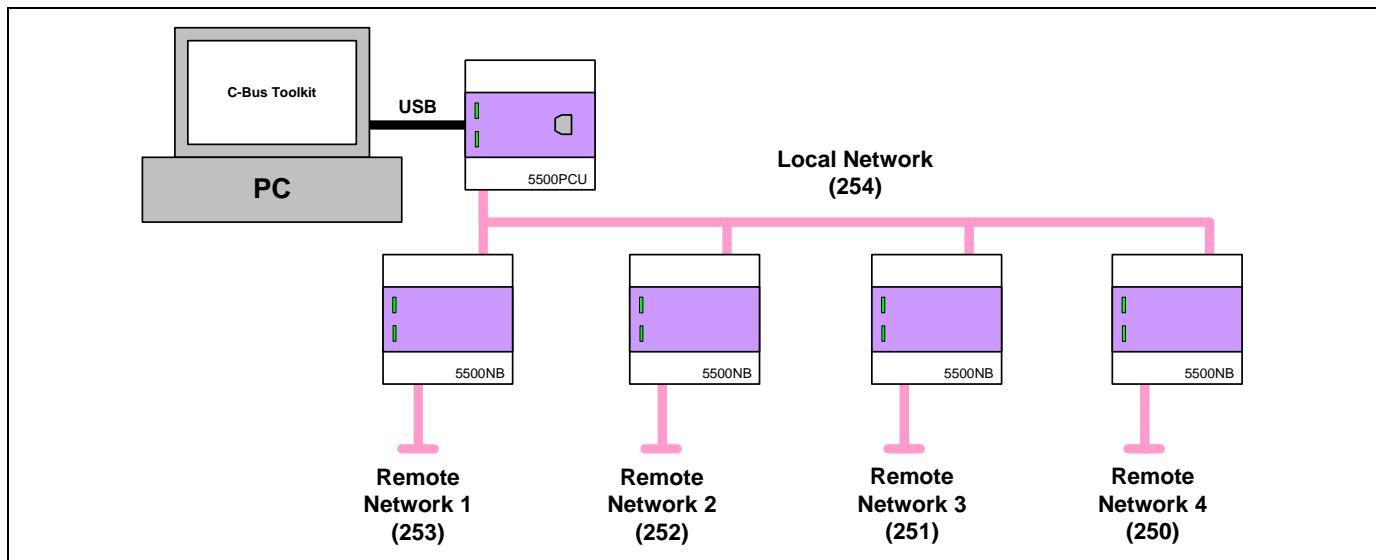 C-Bus Toolkit
USB
PC
5500PCU
Local Network
(254)
5500NB
5500NB
5500NB
5500NB
Remote
Network 1
(253)
Remote
Network 2
(252)
Remote
Network 3
(251)
Remote
Network 4
(250)